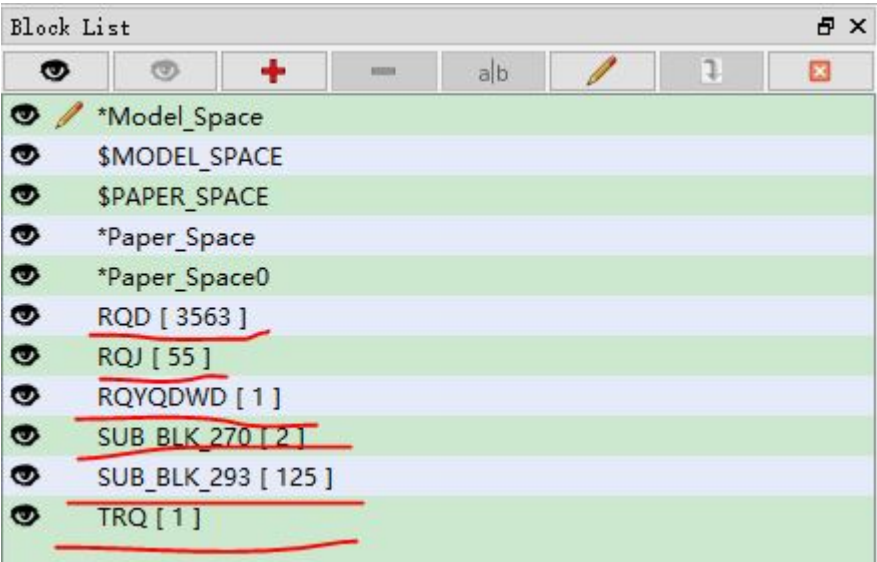 Block List
a|b
*Model_Space
$MODEL_SPACE
$PAPER_SPACE
*Paper_Space
*Paper_Space0
RQD [ 3563 ]
RQJ [ 55 ]
RQYQDWD [ 1 ]
SUB_BLK_270 [ 2 ]
SUB_BLK_293 [ 125 ]
TRQ [ 1 ]